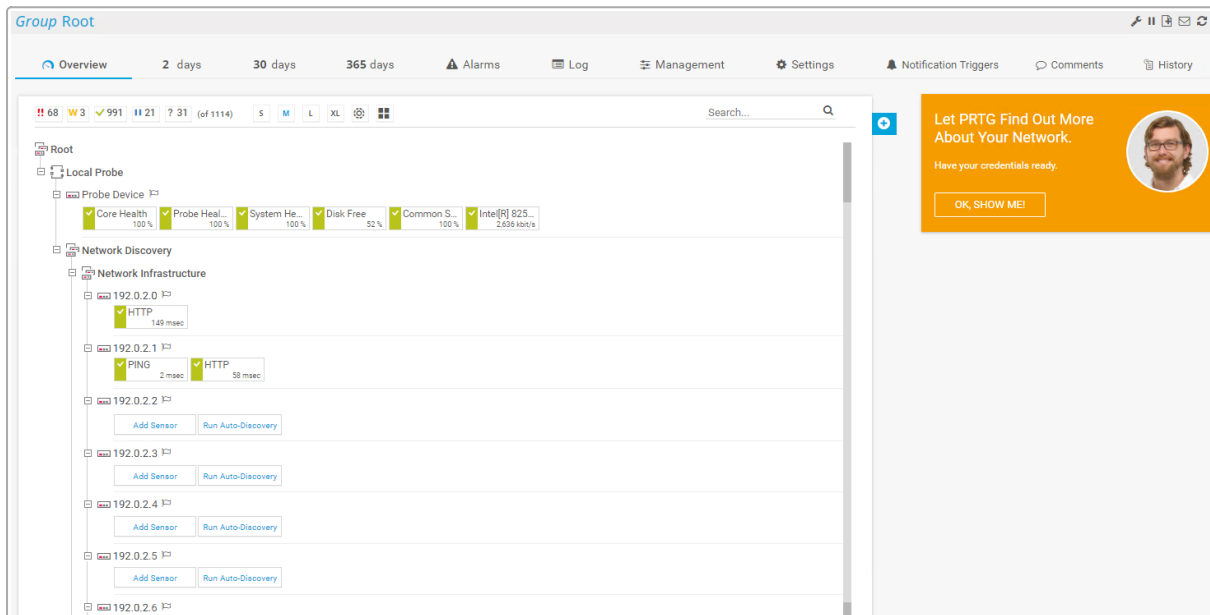 Group Root
Overview 2 days 30 days 365 days Alarms Log Management Settings Notification Triggers Comments History
!! 68 W 3 991 21 ? 31 (of 1114) S M L XL Search...
Root
Local Probe
Probe Device
Core Health 100 % Probe Heal... 100 % System He... 100 % Disk Free 52 % Common S... 100 % Intel[R] 825... 2,636 kbit/s
Network Discovery
Network Infrastructure
192.0.2.0
HTTP
149 msec
192.0.2.1
PING 2 msec HTTP 58 msec
192.0.2.2
Add Sensor Run Auto-Discovery
192.0.2.3
Add Sensor Run Auto-Discovery
192.0.2.4
Add Sensor Run Auto-Discovery
192.0.2.5
Add Sensor Run Auto-Discovery
192.0.2.6
Let PRTG Find Out More
About Your Network.
Have your credentials ready.
OK, SHOW ME!